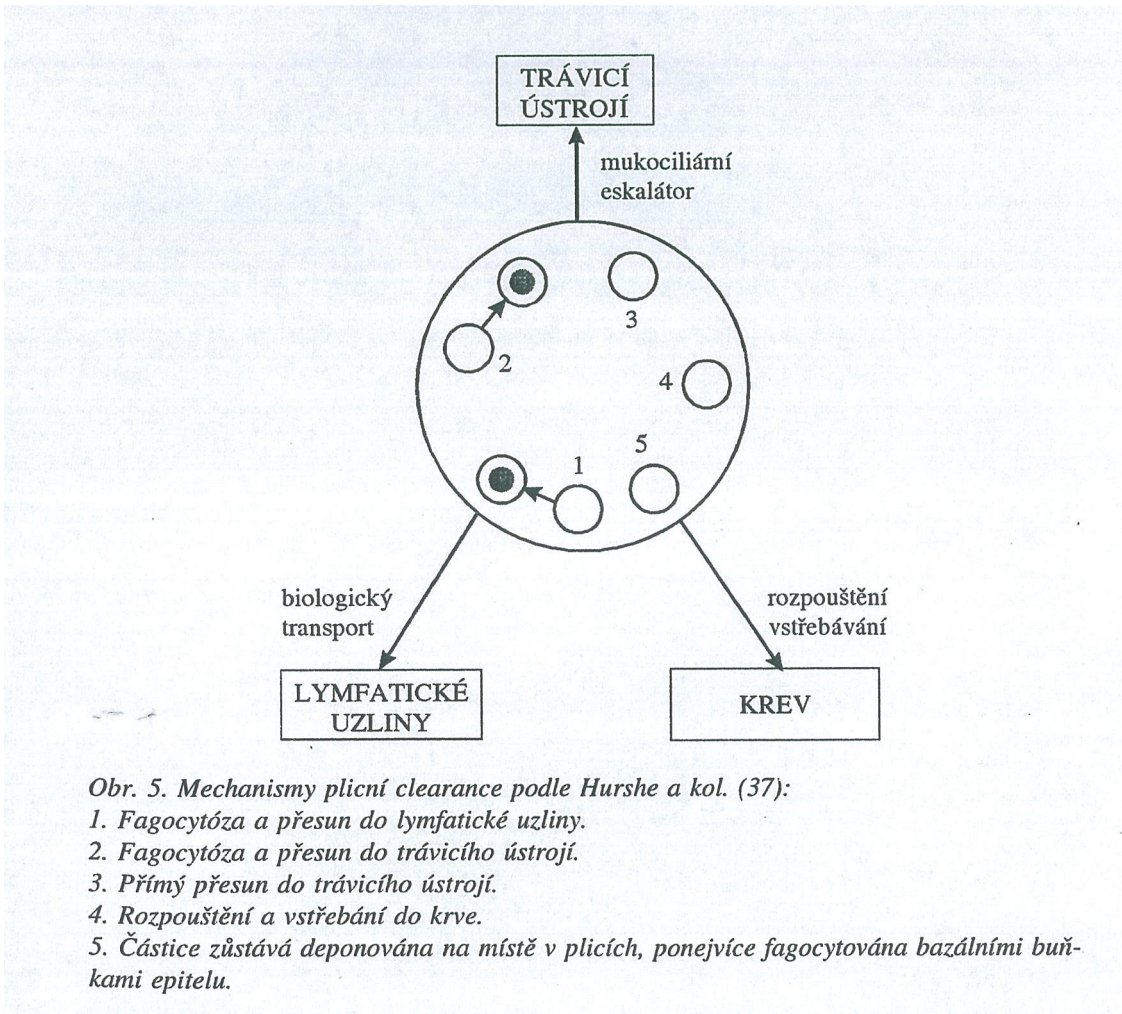 TRÁVICÍ
ÚSTROJÍ
mukociliární
eskalátor
3
2
4
5
1
biologický
transport
rozpouštění
vstřebávání
LYMFATICKÉ
UZLINY
KREV
Obr. 5. Mechanismy plicní clearance podle Hurshe a kol. (37):
1. Fagocytóza a přesun do lymfatické uzliny.
2. Fagocytóza a přesun do trávicího ústrojí.
3. Přímý přesun do trávicího ústrojí.
4. Rozpouštění a vstřebání do krve.
5. Částice zůstává deponována na místě v plicích, ponejvíce fagocytována bazálními buň-
kami epitelu.